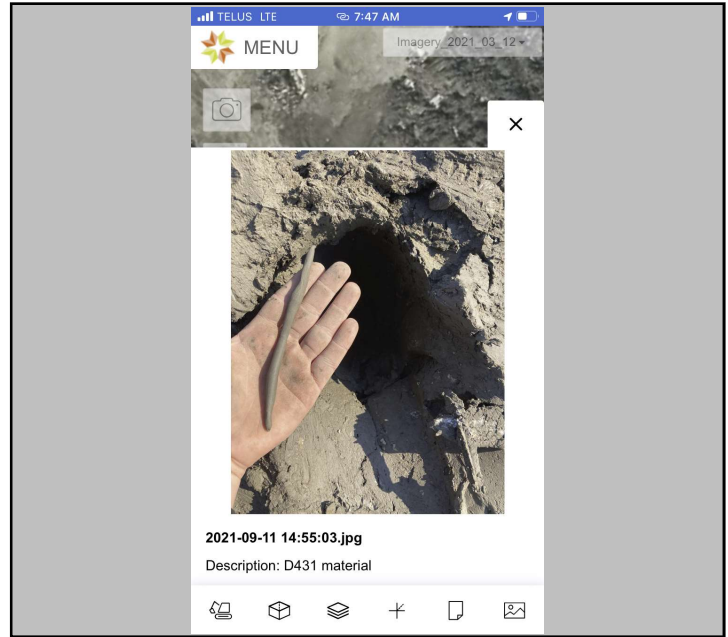 TELUS LTE 7:47 AM
MENU
Imagery_2021_03_12
2021-09-11 14:55:03.jpg
Description: D431 material